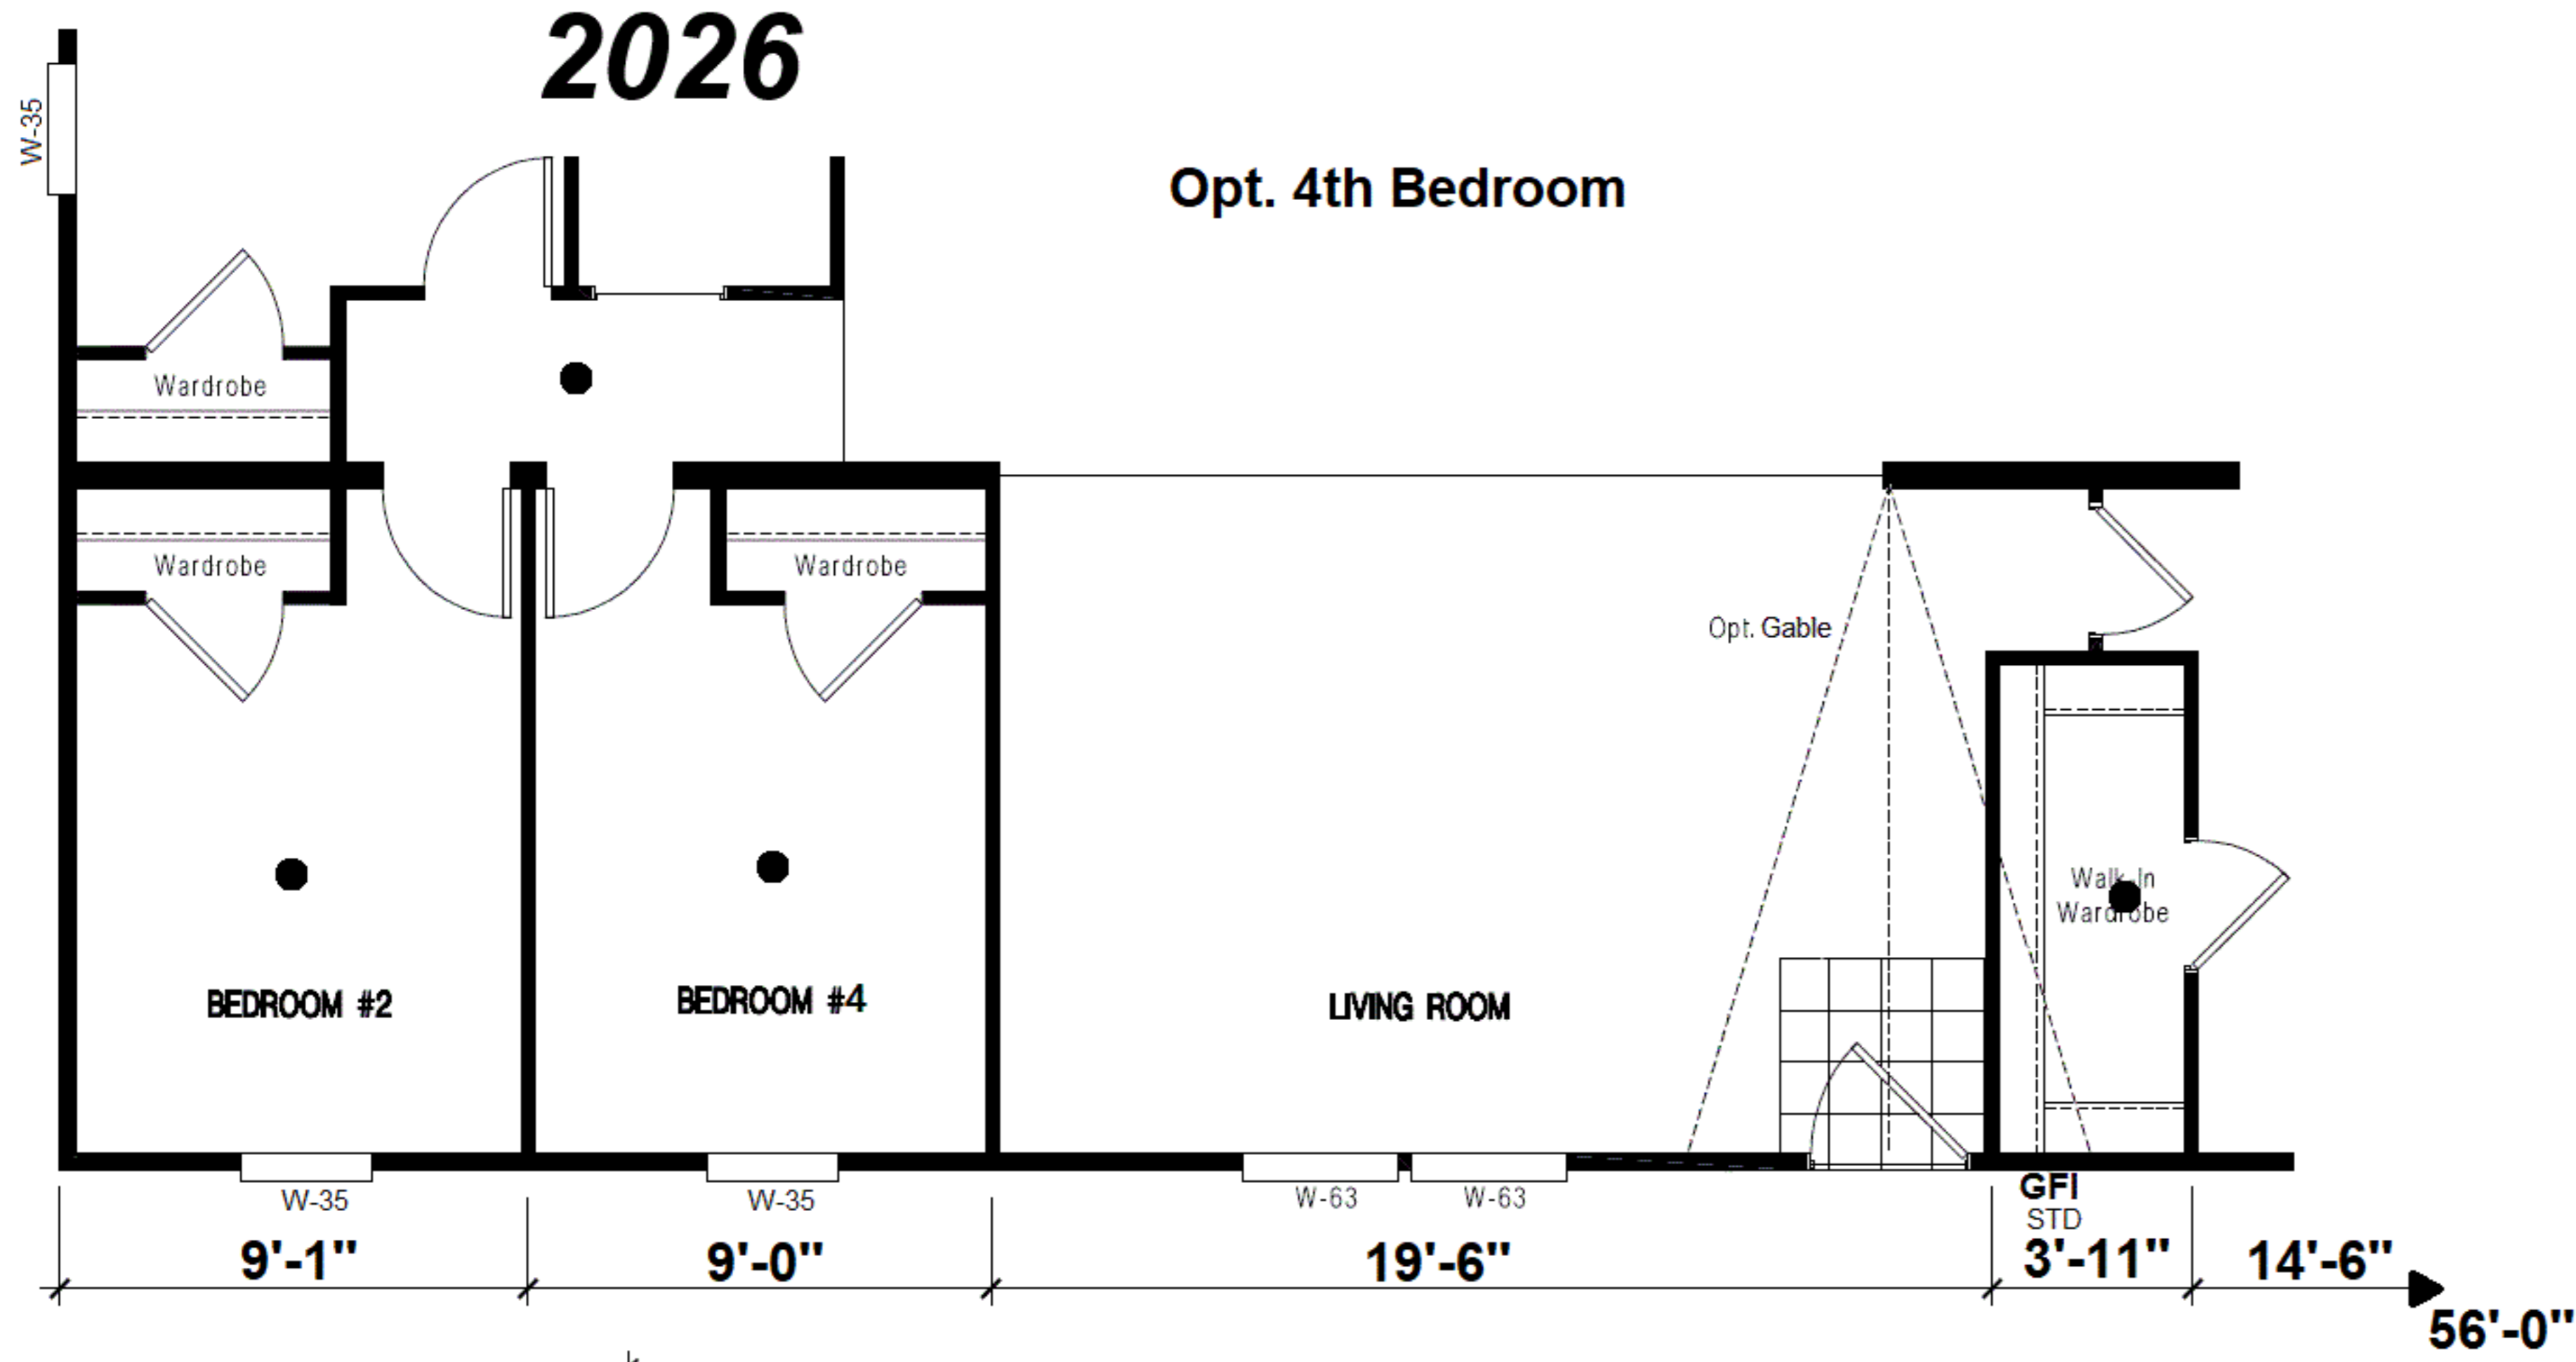 2026
W-35
Opt. 4th Bedroom
Wardrobe
Wardrobe
Wardrobe
Opt. Gable
Walk-In
Wardrobe
BEDROOM #2
BEDROOM #4
LIVING ROOM
W-35
W-35
W-63
W-63
GFI
STD
9'-1"
9'-0"
19'-6"
3'-11"
14'-6"
56'-0"